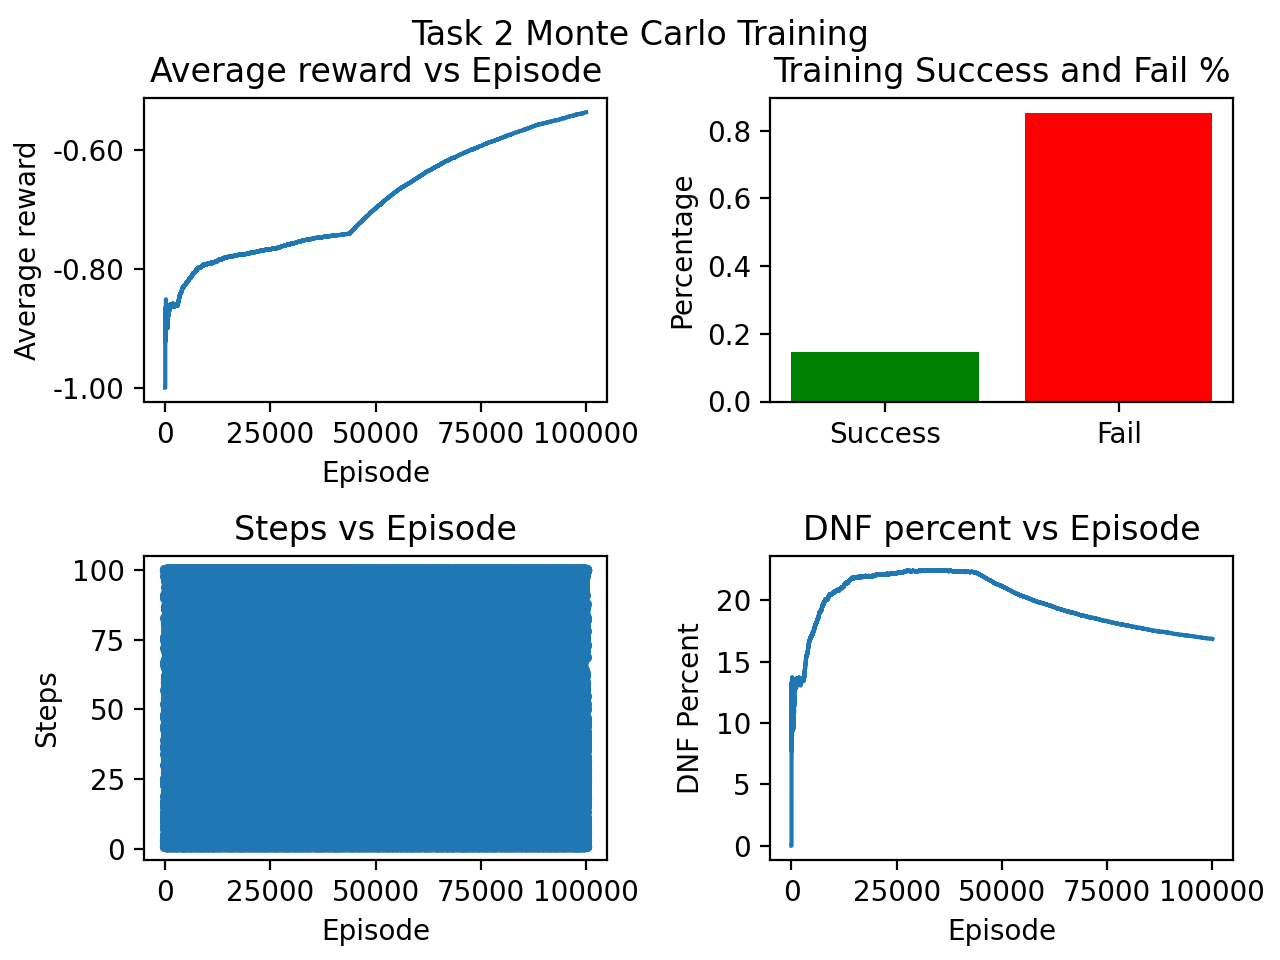 Task 2 Monte Carlo Training
Average reward vs Episode
Average reward
-0.60
-0.80
-1.00
0 25000 50000 75000 100000
Episode
Training Success and Fail %
Percentage
0.8
0.6
0.4
0.2
0.0
Success Fail
Steps vs Episode
Steps
100
75
50
25
0
0 25000 50000 75000 100000
Episode
DNF percent vs Episode
DNF Percent
20
15
10
5
0
0 25000 50000 75000 100000
Episode